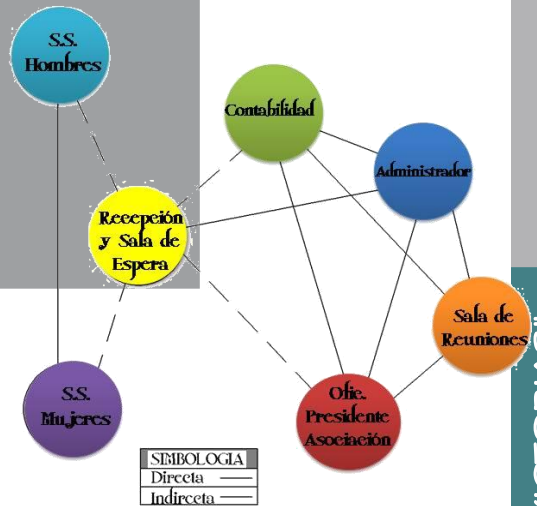 S.S.
Hombres
Contabilidad
Administrador
Recepción
y Sala de
Espera
Sala de
Reuniones
S.S.
Mujeres
Ofic.
Presidente
Asociación
SIMBOLOGIA
Directa
Indirecta